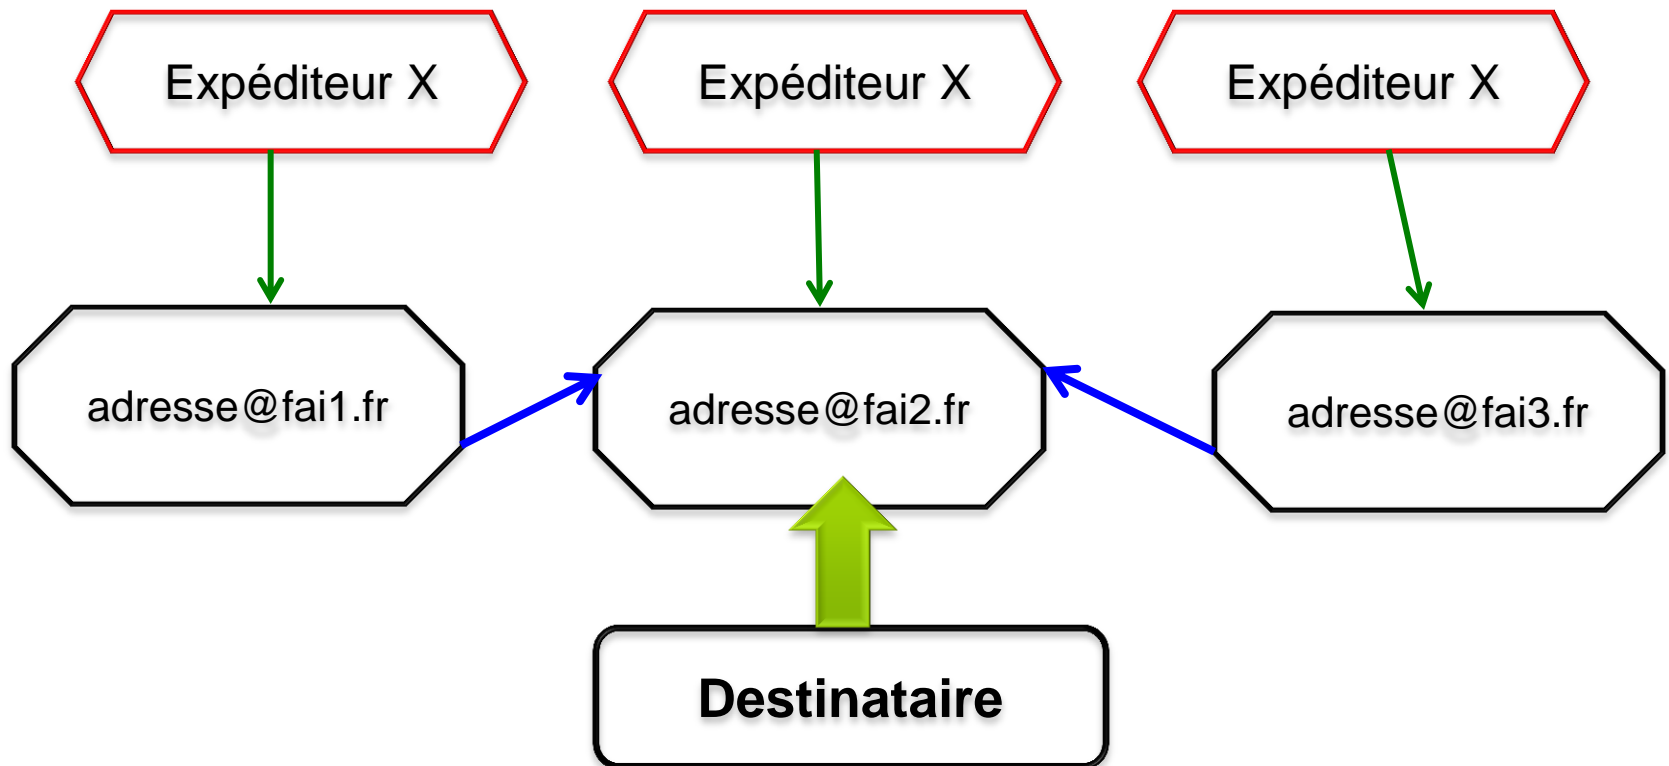 Expéditeur X
Expéditeur X
Expéditeur X
adresse@fai1.fr
adresse@fai2.fr
adresse@fai3.fr
Destinataire